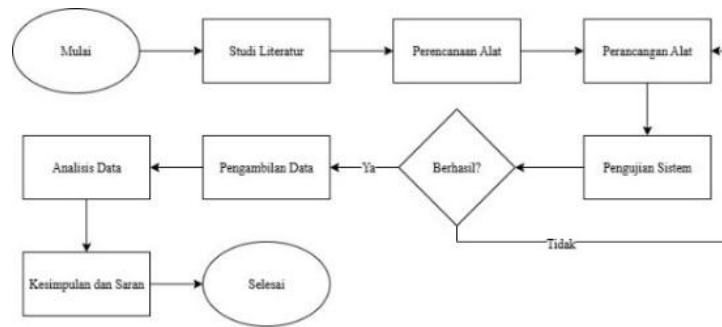 Mulai
Studi Literatur
Perencanaan Alat
Perancangan Alat
Pengujian Sistem
Berhasil?
Ya
Pengambilan Data
Analisis Data
Tidak
Kesimpulan dan Saran
Selesai